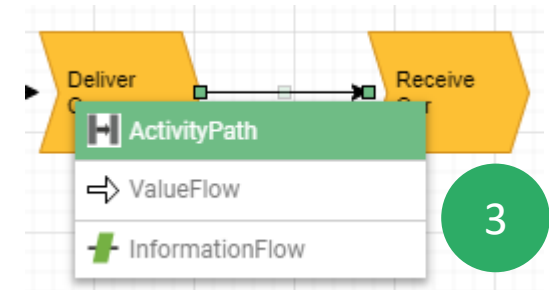 Deliver
Receive
ActivityPath
ValueFlow
InformationFlow
3